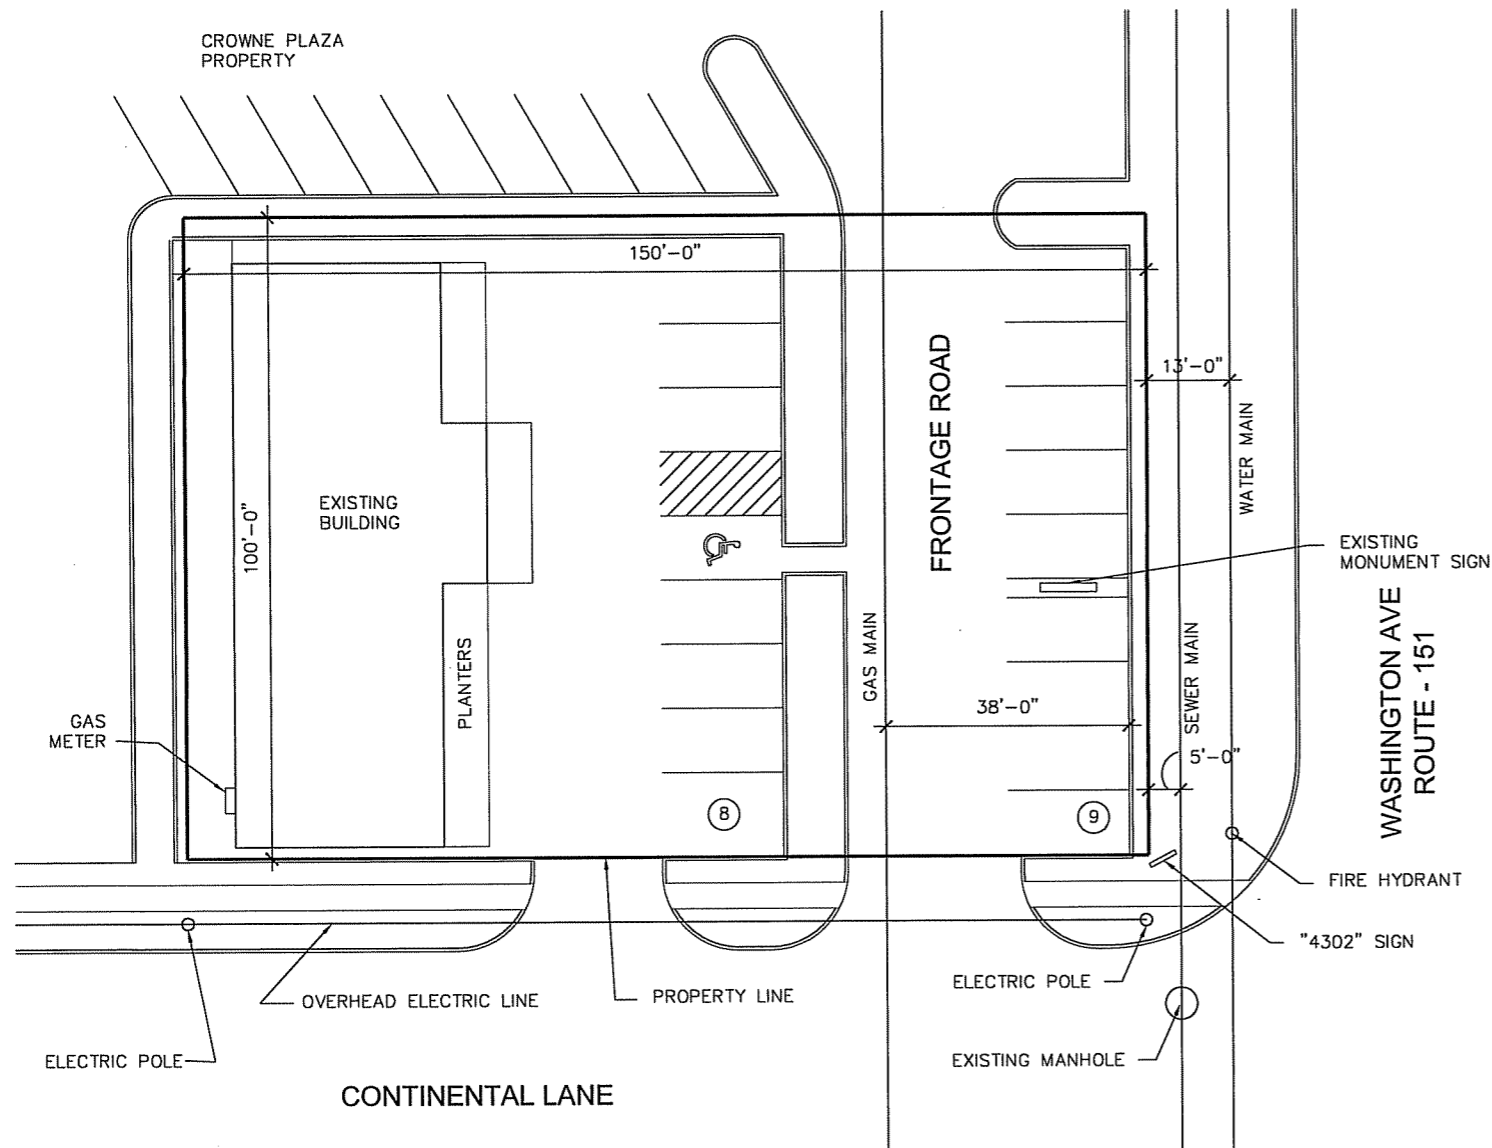 CROWNE PLAZA
PROPERTY
150'-0"
13'-0"
FRONTAGE ROAD
WATER MAIN
100'-0"
EXISTING
BUILDING
EXISTING
MONUMENT SIGN
PLANTERS
GAS MAIN
SEWER MAIN
WASHINGTON AVE
ROUTE - 151
38'-0"
GAS
METER
5'-0"
8
9
FIRE HYDRANT
"4302" SIGN
ELECTRIC POLE
PROPERTY LINE
OVERHEAD ELECTRIC LINE
ELECTRIC POLE
EXISTING MANHOLE
CONTINENTAL LANE